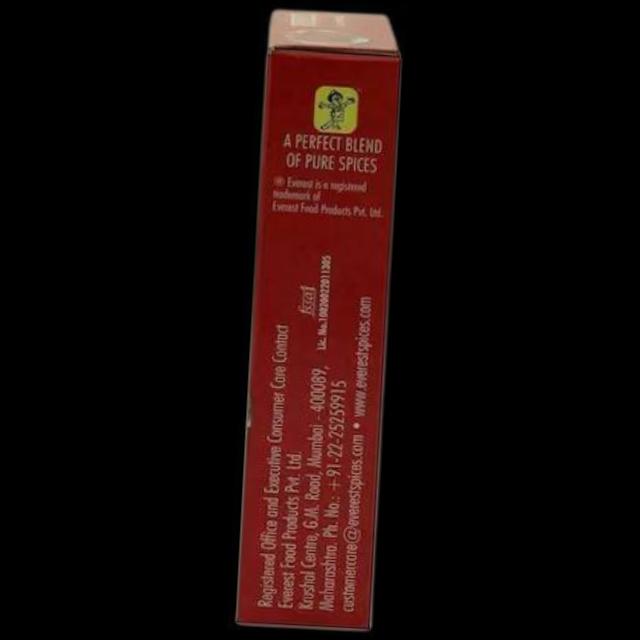 A PERFECT BLEND
OF PURE SPICES
® Everest is a registered
trademark of
Everest Food Products Pvt. Ltd.
fssai
Lic. No.
Registered Office and Executive Consumer Care Contact
Everest Food Products Pvt. Ltd.
Kushal Centre, G.M. Road, Mumbai - 400089,
Maharashtra. Ph. No.: +91-22-25259915
customercare@everestspices.com • www.everestspices.com